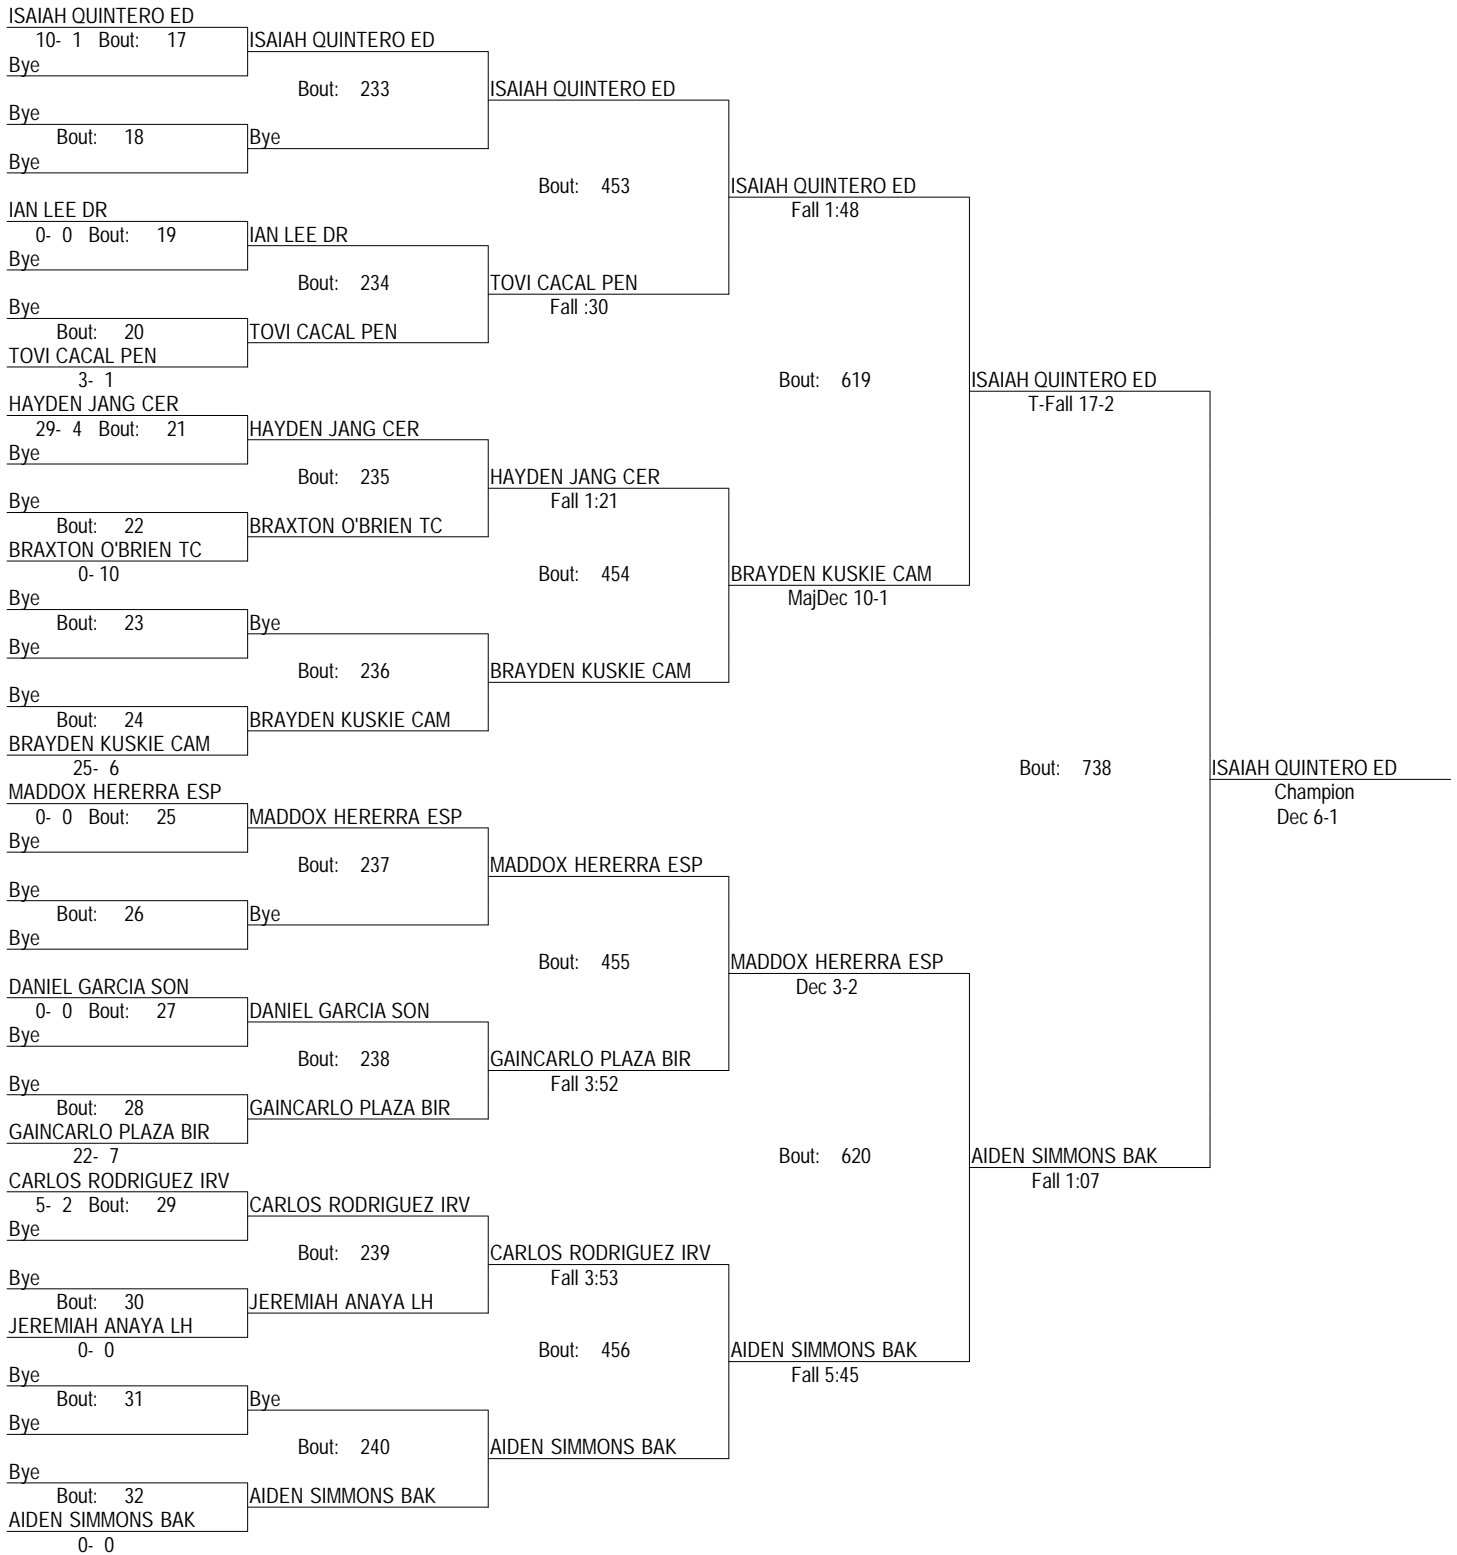 ISAIAH QUINTERO ED
10- 1 Bout: 17 ISAIAH QUINTERO ED
Bye
Bout: 233 ISAIAH QUINTERO ED
Bye
Bout: 18 Bye
Bye
Bout: 453 ISAIAH QUINTERO ED
IAN LEE DR Fall 1:48
0- 0 Bout: 19 IAN LEE DR
Bye
Bout: 234 TOVI CACAL PEN
Bye Fall :30
Bout: 20 TOVI CACAL PEN
TOVI CACAL PEN
3- 1 Bout: 619 ISAIAH QUINTERO ED
HAYDEN JANG CER T-Fall 17-2
29- 4 Bout: 21 HAYDEN JANG CER
Bye
Bout: 235 HAYDEN JANG CER
Bye Fall 1:21
Bout: 22 BRAXTON O'BRIEN TC
BRAXTON O'BRIEN TC
0- 10 Bout: 454 BRAYDEN KUSKIE CAM
Bye MajDec 10-1
Bout: 23 Bye
Bye
Bout: 236 BRAYDEN KUSKIE CAM
Bye
Bout: 24 BRAYDEN KUSKIE CAM
BRAYDEN KUSKIE CAM
25- 6 Bout: 738 ISAIAH QUINTERO ED
MADDOX HERERRA ESP Champion
0- 0 Bout: 25 MADDOX HERERRA ESP Dec 6-1
Bye
Bout: 237 MADDOX HERERRA ESP
Bye
Bout: 26 Bye
Bye
Bout: 455 MADDOX HERERRA ESP
DANIEL GARCIA SON Dec 3-2
0- 0 Bout: 27 DANIEL GARCIA SON
Bye
Bout: 238 GAINCARLO PLAZA BIR
Bye Fall 3:52
Bout: 28 GAINCARLO PLAZA BIR
GAINCARLO PLAZA BIR
22- 7 Bout: 620 AIDEN SIMMONS BAK
CARLOS RODRIGUEZ IRV Fall 1:07
5- 2 Bout: 29 CARLOS RODRIGUEZ IRV
Bye
Bout: 239 CARLOS RODRIGUEZ IRV
Bye Fall 3:53
Bout: 30 JEREMIAH ANAYA LH
JEREMIAH ANAYA LH
0- 0 Bout: 456 AIDEN SIMMONS BAK
Bye Fall 5:45
Bout: 31 Bye
Bye
Bout: 240 AIDEN SIMMONS BAK
Bye
Bout: 32 AIDEN SIMMONS BAK
AIDEN SIMMONS BAK
0- 0